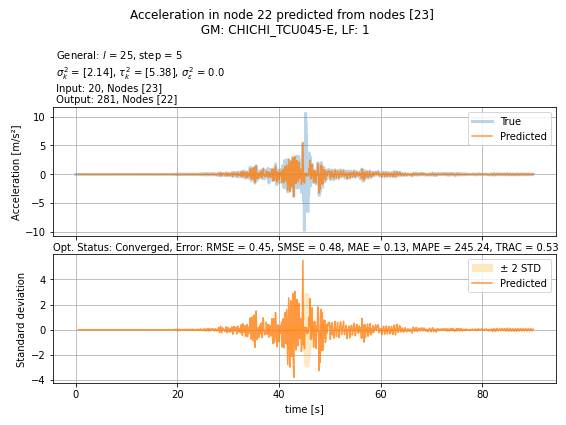 Acceleration in node 22 predicted from nodes [23]
GM: CHICHI_TCU045-E, LF: 1
General: l = 25, step = 5
σ²ₖ = [2.14], τ²ₖ = [5.38], σ²ε = 0.0
Input: 20, Nodes [23]
Output: 281, Nodes [22]
Acceleration [m/s²]
10
5
0
−5
−10
True
Predicted
Opt. Status: Converged, Error: RMSE = 0.45, SMSE = 0.48, MAE = 0.13, MAPE = 245.24, TRAC = 0.53
Standard deviation
4
2
0
−2
−4
± 2 STD
Predicted
0 20 40 60 80
time [s]